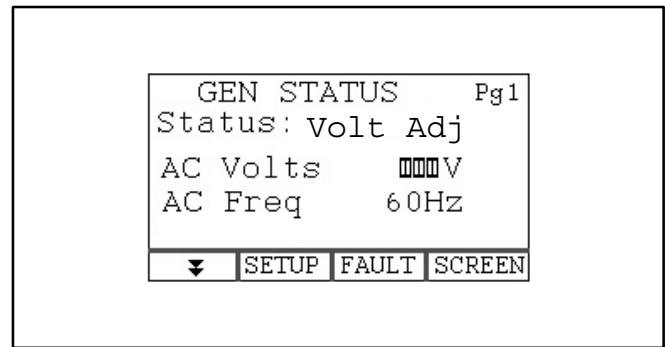 GEN STATUS Pg1
Status: Volt Adj
AC Volts V
AC Freq 60Hz
SETUP FAULT SCREEN